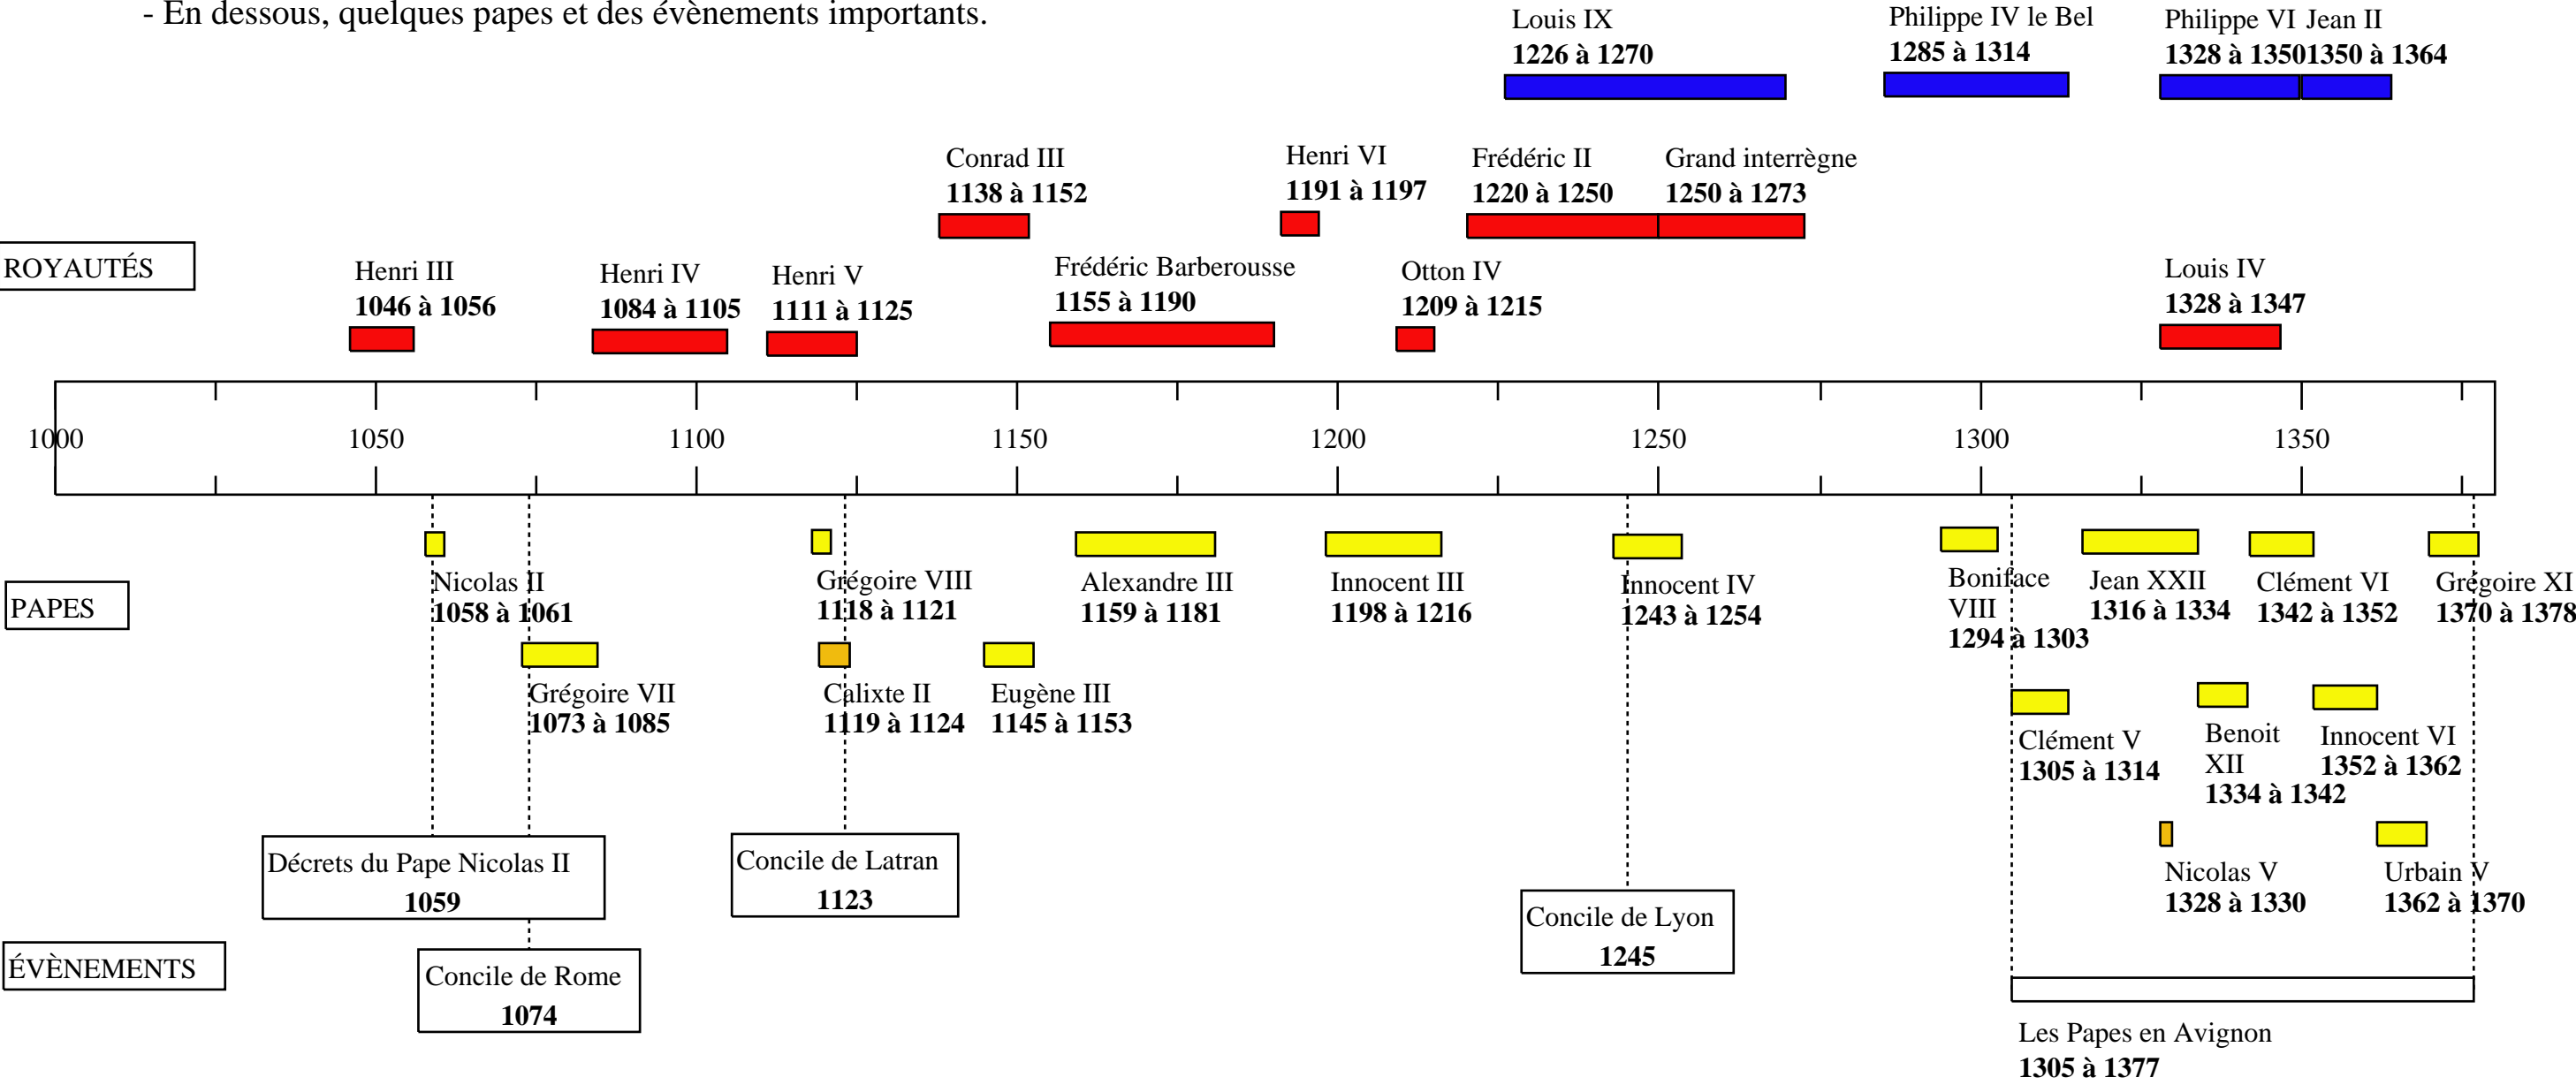 - En dessous, quelques papes et des évènements importants.
Louis IX
1226 à 1270
Philippe IV le Bel
1285 à 1314
Philippe VI
1328 à 1350
Jean II
1350 à 1364
Conrad III
1138 à 1152
Henri VI
1191 à 1197
Frédéric II
1220 à 1250
Grand interrègne
1250 à 1273
ROYAUTÉS
Henri III
1046 à 1056
Henri IV
1084 à 1105
Henri V
1111 à 1125
Frédéric Barberousse
1155 à 1190
Otton IV
1209 à 1215
Louis IV
1328 à 1347
1000
1050
1100
1150
1200
1250
1300
1350
PAPES
Nicolas II
1058 à 1061
Grégoire VIII
1118 à 1121
Alexandre III
1159 à 1181
Innocent III
1198 à 1216
Innocent IV
1243 à 1254
Boniface
VIII
1294 à 1303
Jean XXII
1316 à 1334
Clément VI
1342 à 1352
Grégoire XI
1370 à 1378
Grégoire VII
1073 à 1085
Calixte II
1119 à 1124
Eugène III
1145 à 1153
Clément V
1305 à 1314
Benoit
XII
1334 à 1342
Innocent VI
1352 à 1362
Nicolas V
1328 à 1330
Urbain V
1362 à 1370
ÉVÈNEMENTS
Décrets du Pape Nicolas II
1059
Concile de Rome
1074
Concile de Latran
1123
Concile de Lyon
1245
Les Papes en Avignon
1305 à 1377